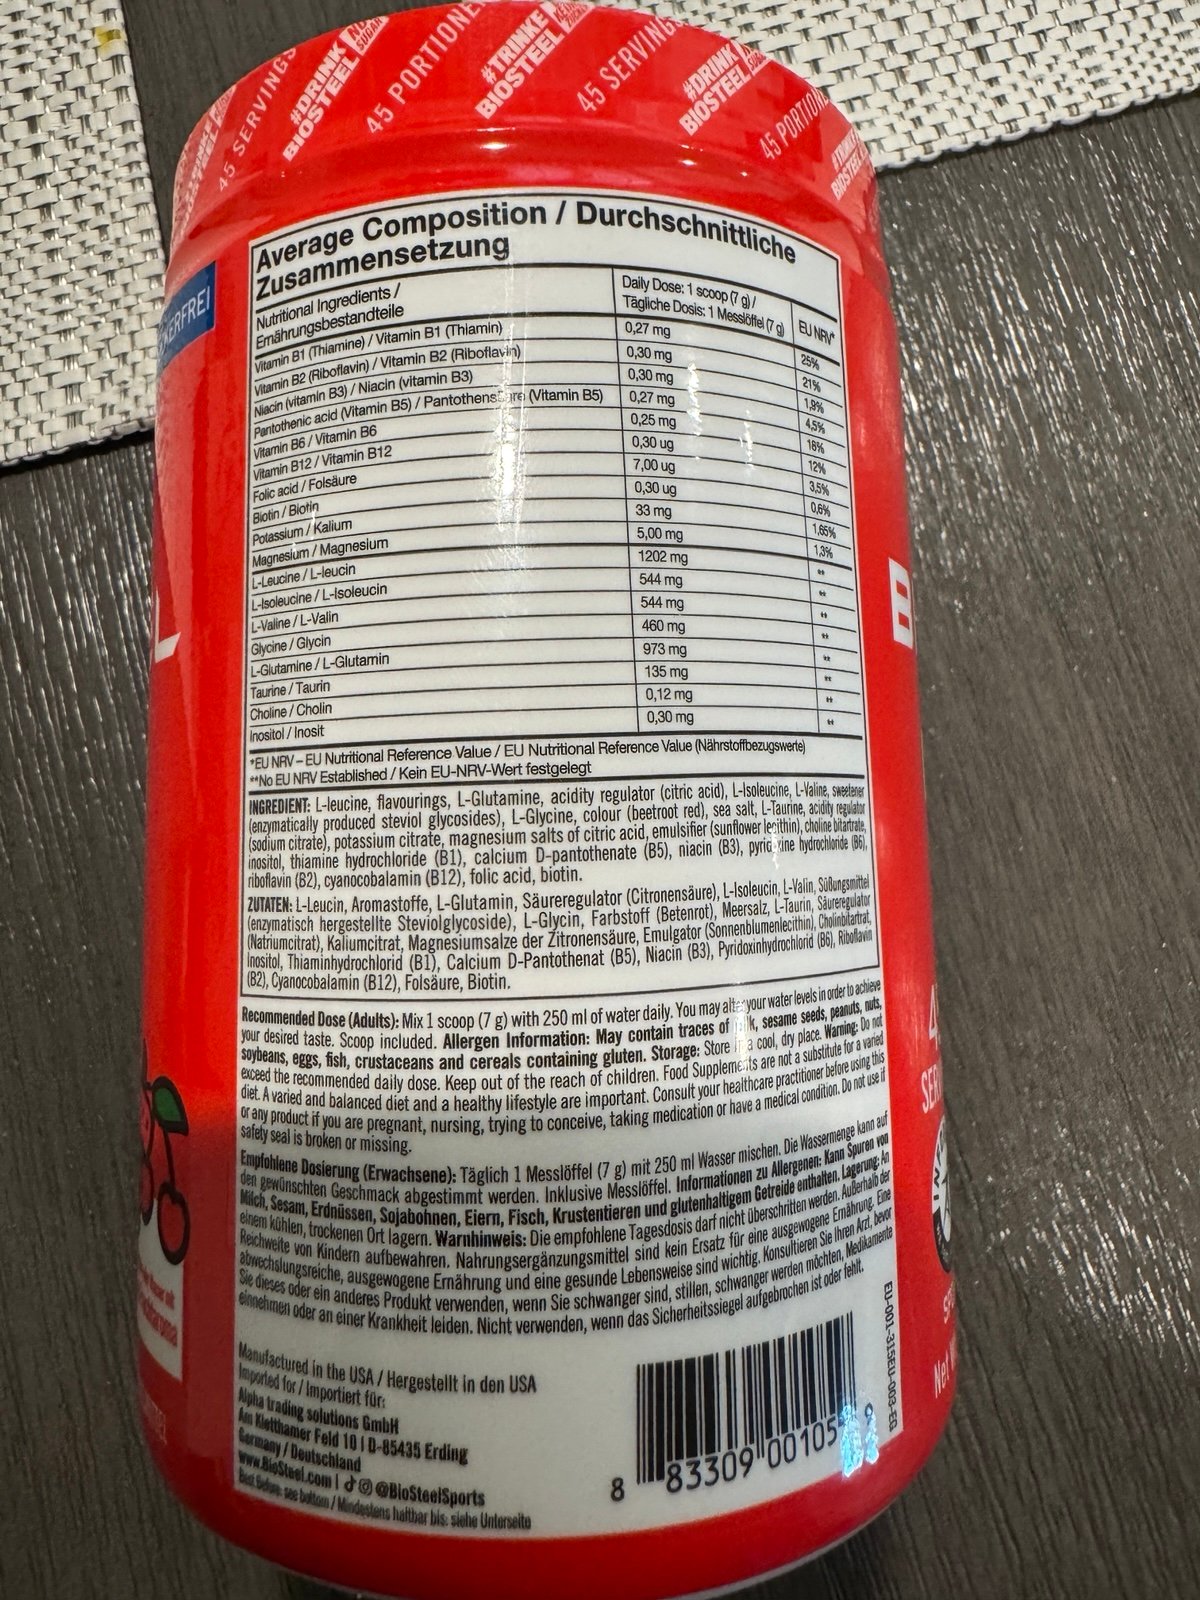 45 SERVINGS
#DRINK
BIOSTEEL
45 PORTIONE
#TRINKE
BIOSTEEL
45 SERVING
#DRINK
BIOSTEEL
45 PORTION
BIOSTEEL
ERFREI
Average Composition / Durchschnittliche
Zusammensetzung
Nutritional Ingredients /
Ernährungsbestandteile
Daily Dose: 1 scoop (7 g) /
Tägliche Dosis: 1 Messlöffel (7 g)
EU NRV*
Vitamin B1 (Thiamine) / Vitamin B1 (Thiamin) 0,27 mg 25%
Vitamin B2 (Riboflavin) / Vitamin B2 (Riboflavin) 0,30 mg 21%
Niacin (vitamin B3) / Niacin (vitamin B3) 0,30 mg 1,9%
Pantothenic acid (Vitamin B5) / Pantothensäure (Vitamin B5) 0,27 mg 4,5%
Vitamin B6 / Vitamin B6 0,25 mg 18%
Vitamin B12 / Vitamin B12 0,30 ug 12%
Folic acid / Folsäure 7,00 ug 3,5%
Biotin / Biotin 0,30 ug 0,6%
Potassium / Kalium 33 mg 1,65%
Magnesium / Magnesium 5,00 mg 1,3%
L-Leucine / L-leucin 1202 mg **
L-Isoleucine / L-Isoleucin 544 mg **
L-Valine / L-Valin 544 mg **
Glycine / Glycin 460 mg **
L-Glutamine / L-Glutamin 973 mg **
Taurine / Taurin 135 mg **
Choline / Cholin 0,12 mg **
Inositol / Inosit 0,30 mg **
*EU NRV – EU Nutritional Reference Value / EU Nutritional Reference Value (Nährstoffbezugswerte)
**No EU NRV Established / Kein EU-NRV-Wert festgelegt
INGREDIENT: L-leucine, flavourings, L-Glutamine, acidity regulator (citric acid), L-Isoleucine, L-Valine, sweetener
(enzymatically produced steviol glycosides), L-Glycine, colour (beetroot red), sea salt, L-Taurine, acidity regulator
(sodium citrate), potassium citrate, magnesium salts of citric acid, emulsifier (sunflower lecithin), choline bitartrate,
inositol, thiamine hydrochloride (B1), calcium D-pantothenate (B5), niacin (B3), pyridoxine hydrochloride (B6),
riboflavin (B2), cyanocobalamin (B12), folic acid, biotin.
ZUTATEN: L-Leucin, Aromastoffe, L-Glutamin, Säureregulator (Citronensäure), L-Isoleucin, L-Valin, Süßungsmittel
(enzymatisch hergestellte Steviolglycoside), L-Glycin, Farbstoff (Betenrot), Meersalz, L-Taurin, Säureregulator
(Natriumcitrat), Kaliumcitrat, Magnesiumsalze der Zitronensäure, Emulgator (Sonnenblumenlecithin), Cholinbitartrat,
Inositol, Thiaminhydrochlorid (B1), Calcium D-Pantothenat (B5), Niacin (B3), Pyridoxinhydrochlorid (B6), Riboflavin
(B2), Cyanocobalamin (B12), Folsäure, Biotin.
Recommended Dose (Adults): Mix 1 scoop (7 g) with 250 ml of water daily. You may alter your water levels in order to achieve
your desired taste. Scoop included. Allergen Information: May contain traces of milk, sesame seeds, peanuts, nuts,
soybeans, eggs, fish, crustaceans and cereals containing gluten. Storage: Store in a cool, dry place. Warning: Do not
exceed the recommended daily dose. Keep out of the reach of children. Food Supplements are not a substitute for a varied
diet. A varied and balanced diet and a healthy lifestyle are important. Consult your healthcare practitioner before using this
or any product if you are pregnant, nursing, trying to conceive, taking medication or have a medical condition. Do not use if
safety seal is broken or missing.
Empfohlene Dosierung (Erwachsene): Täglich 1 Messlöffel (7 g) mit 250 ml Wasser mischen. Die Wassermenge kann auf
den gewünschten Geschmack abgestimmt werden. Inklusive Messlöffel. Informationen zu Allergenen: Kann Spuren von
Milch, Sesam, Erdnüssen, Sojabohnen, Eiern, Fisch, Krustentieren und glutenhaltigem Getreide enthalten. Lagerung: An
einem kühlen, trockenen Ort lagern. Warnhinweis: Die empfohlene Tagesdosis darf nicht überschritten werden. Außerhalb der
Reichweite von Kindern aufbewahren. Nahrungsergänzungsmittel sind kein Ersatz für eine ausgewogene Ernährung. Eine
abwechslungsreiche, ausgewogene Ernährung und eine gesunde Lebensweise sind wichtig. Konsultieren Sie Ihren Arzt, bevor
Sie dieses oder ein anderes Produkt verwenden, wenn Sie schwanger sind, stillen, schwanger werden möchten, Medikamente
einnehmen oder an einer Krankheit leiden. Nicht verwenden, wenn das Sicherheitssiegel aufgebrochen ist oder fehlt.
Manufactured in the USA / Hergestellt in den USA
Imported for / Importiert für:
Alpha trading solutions GmbH
Am Kletthamer Feld 10 | D-85435 Erding
Germany / Deutschland
www.BioSteel.com | @BioSteelSports
Best Before: see bottom / Mindestens haltbar bis: siehe Unterseite
8 83309 00105 9
EU-001-315EU-003-EG
Net